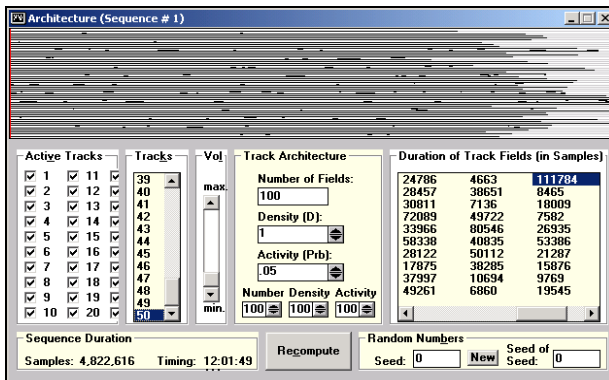 Architecture (Sequence # 1)
Active Tracks
1 11
2 12
3 13
4 14
5 15
6 16
7 17
8 18
9 19
10 20
Tracks
39
40
41
42
43
44
45
46
47
48
49
50
Vol
max.
min.
Track Architecture
Number of Fields:
100
Density (D):
1
Activity (Prb):
.05
Number Density Activity
100 100 100
Duration of Track Fields (in Samples)
24786 4663 111784
28457 38651 8465
30811 7136 18009
72089 49722 7582
33966 80546 26935
58338 40835 53386
28122 50112 21287
17875 38285 15876
37997 10694 9769
49261 6860 19545
Sequence Duration
Samples: 4,822,616 Timing: 12:01:49
Recompute
Random Numbers
Seed: 0 New Seed of Seed: 0